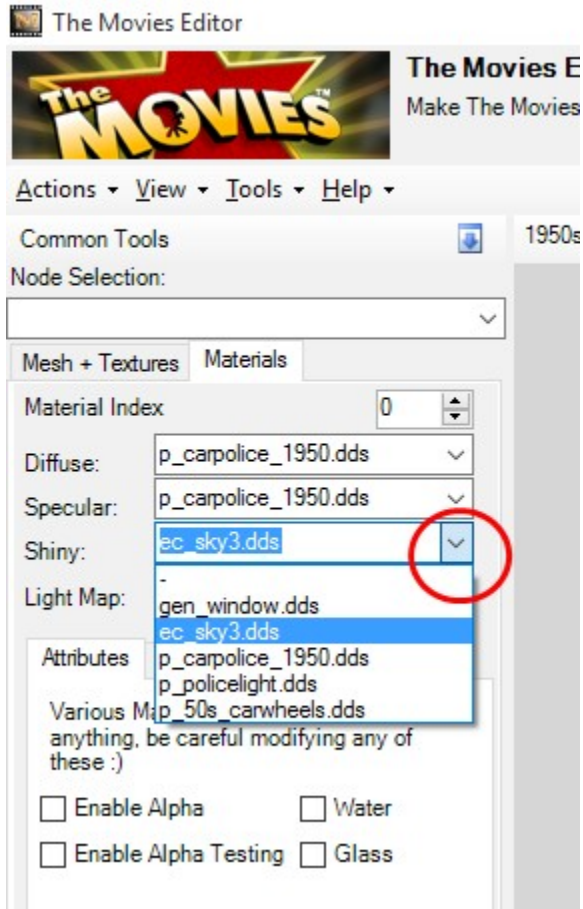 The Movies Editor
The MOVIES™
The Movies E
Make The Movies
Actions View Tools Help
Common Tools
1950s
Node Selection:
Mesh + Textures Materials
Material Index 0
Diffuse: p_carpolice_1950.dds
Specular: p_carpolice_1950.dds
Shiny: ec_sky3.dds
-
Light Map: gen_window.dds
ec_sky3.dds
Attributes p_carpolice_1950.dds
p_policelight.dds
Various Ma p_50s_carwheels.dds
anything, be careful modifying any of
these :)
Enable Alpha Water
Enable Alpha Testing Glass